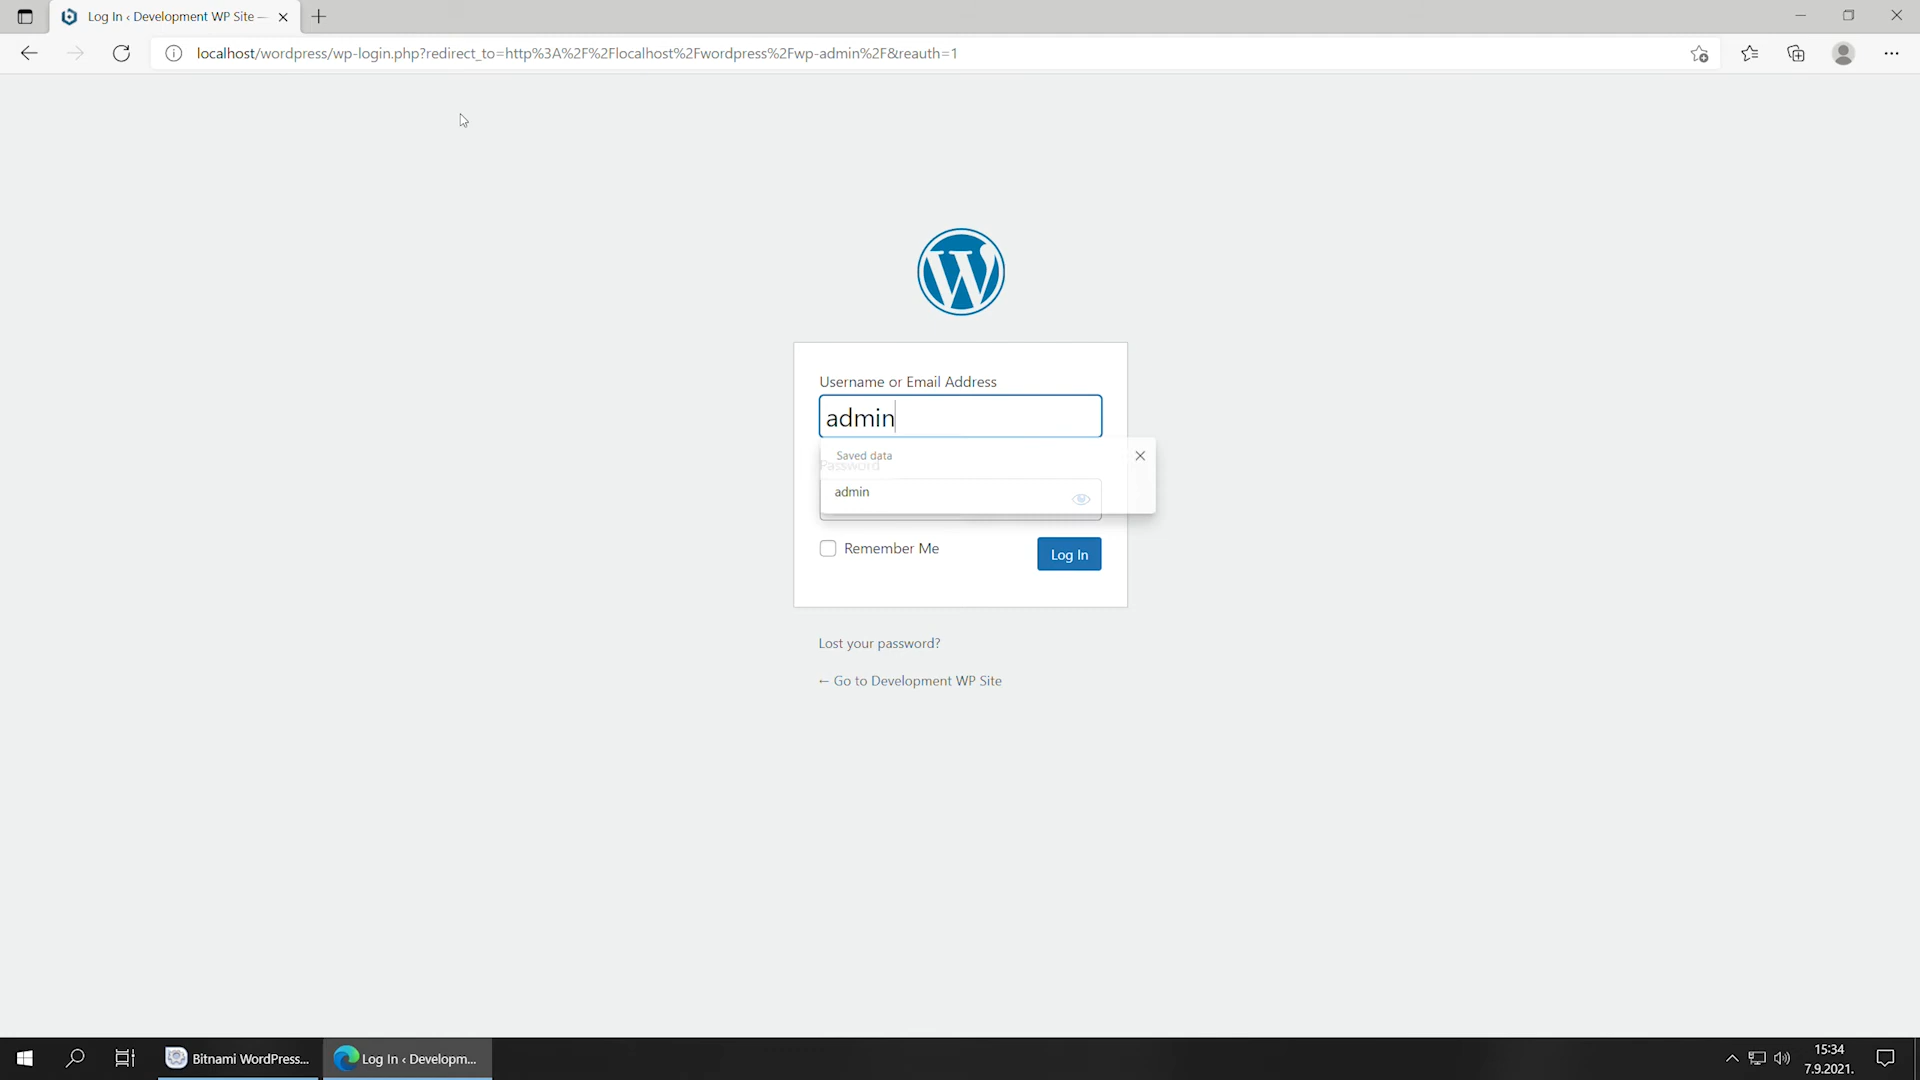 Log In ‹ Development WP Site —
localhost/wordpress/wp-login.php?redirect_to=http%3A%2F%2Flocalhost%2Fwordpress%2Fwp-admin%2F&reauth=1
Username or Email Address
admin
Saved data
Password
admin
Remember Me
Log In
Lost your password?
← Go to Development WP Site
Bitnami WordPress...
Log In ‹ Developm...
15:34
7.9.2021.